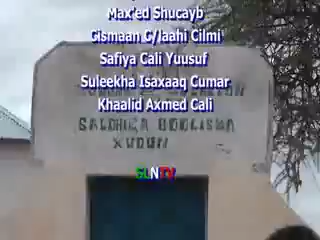 Max'ed Shucayb
Cismaan C/laahi Cilmi
Safiya Cali Yuusuf
Suleekha Isaxaaq Cumar
Khaalid Axmed Cali
SALDHIGA BOOLISKA
XUDUN
SLNTV